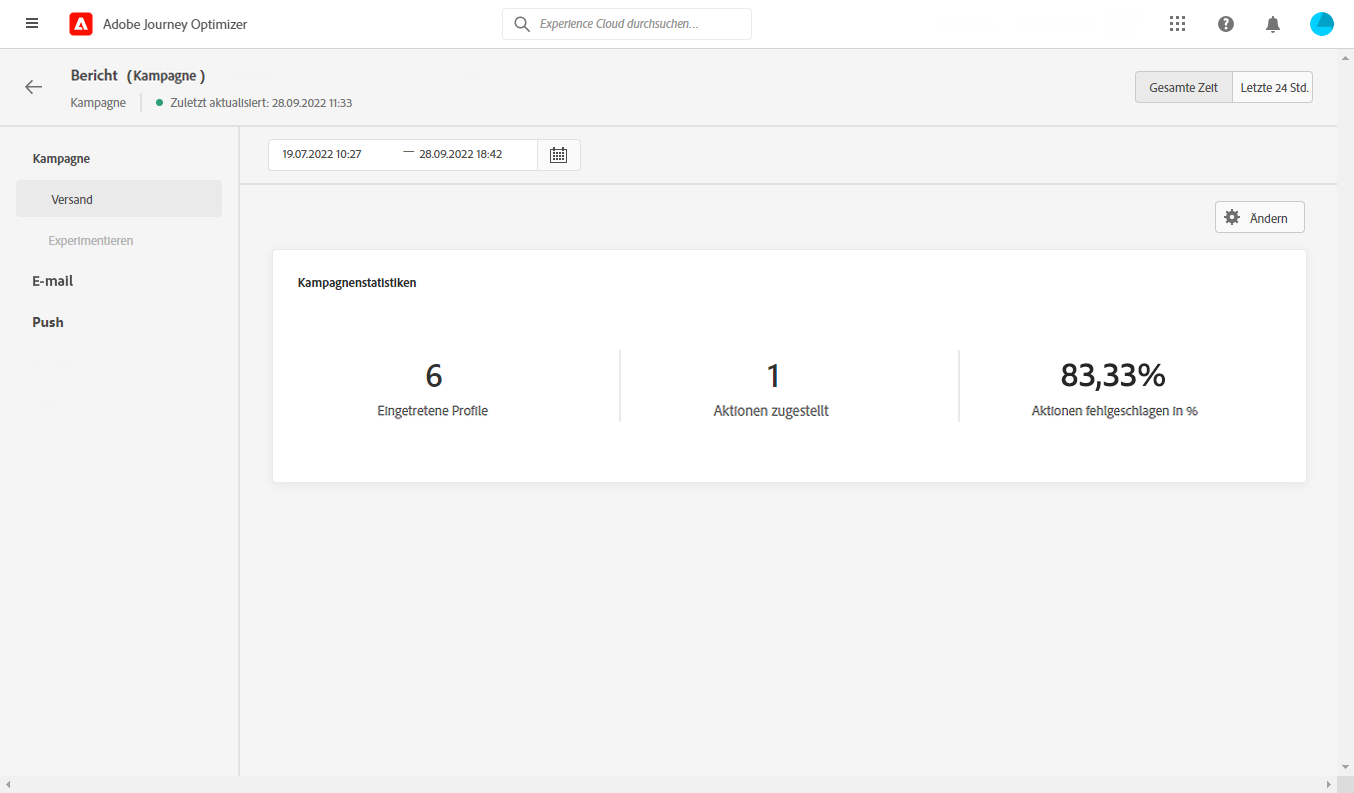 Adobe Journey Optimizer
Experience Cloud durchsuchen...
Bericht (Kampagne )
Kampagne
Zuletzt aktualisiert: 28.09.2022 11:33
Gesamte Zeit
Letzte 24 Std.
Kampagne
Versand
Experimentieren
E-mail
Push
19.07.2022 10:27 — 28.09.2022 18:42
Ändern
Kampagnenstatistiken
6
Eingetretene Profile
1
Aktionen zugestellt
83,33%
Aktionen fehlgeschlagen in %